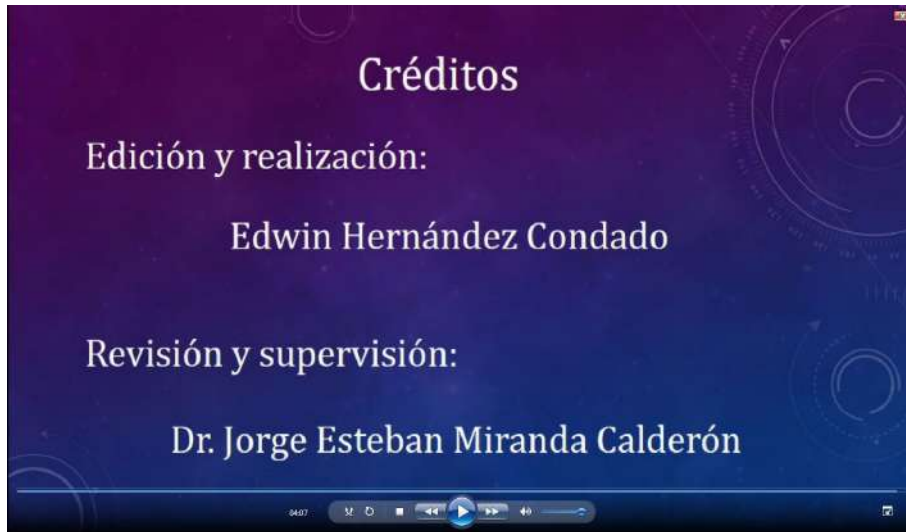 Créditos
Edición y realización:
Edwin Hernández Condado
Revisión y supervisión:
Dr. Jorge Esteban Miranda Calderón
04:07